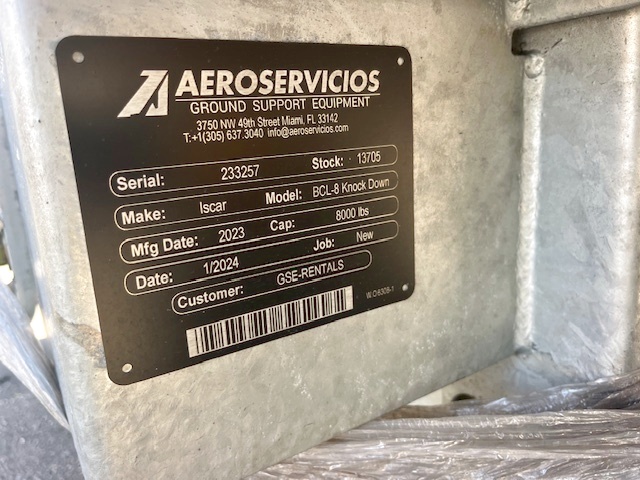 AEROSERVICIOS
GROUND SUPPORT EQUIPMENT
3750 NW 49th Street Miami, FL 33142
T:+1(305) 637.3040 info@aeroservicios.com
Serial: 233257 Stock: 13705
Make: Iscar Model: BCL-8 Knock Down
Mfg Date: 2023 Cap: 8000 lbs
Date: 1/2024 Job: New
Customer: GSE-RENTALS
W.O 6308-1